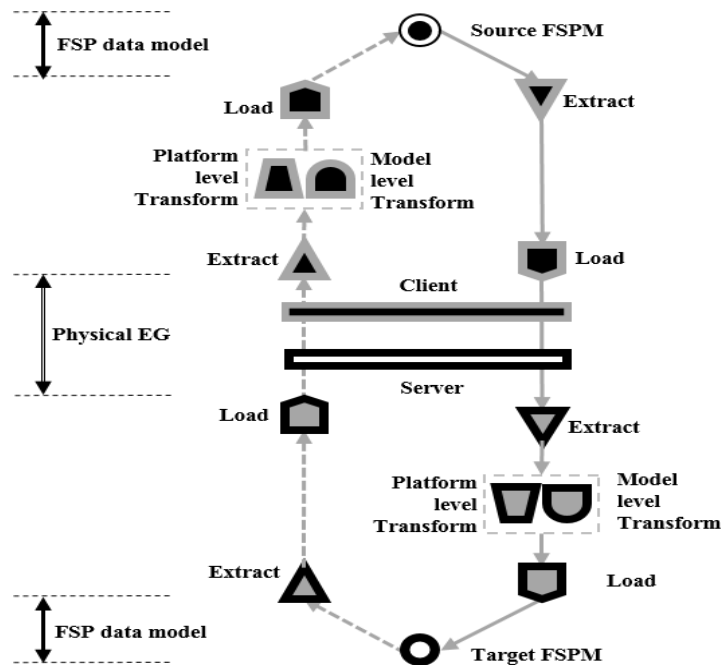 FSP data model
Source FSPM
Load
Extract
Platform
level
Transform
Model
level
Transform
Extract
Load
Client
Physical EG
Server
Load
Extract
Platform
level
Transform
Model
level
Transform
Extract
Load
FSP data model
Target FSPM